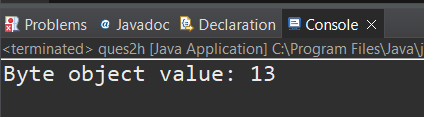 Problems @ Javadoc Declaration Console
<terminated> ques2h [Java Application] C:\Program Files\Java\j
Byte object value: 13